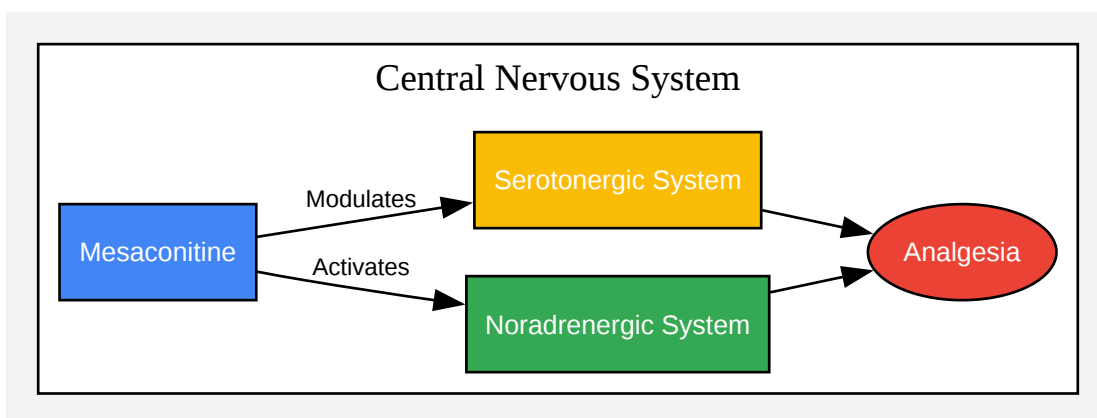 Central Nervous System
Mesaconitine
Modulates
Activates
Serotonergic System
Noradrenergic System
Analgesia